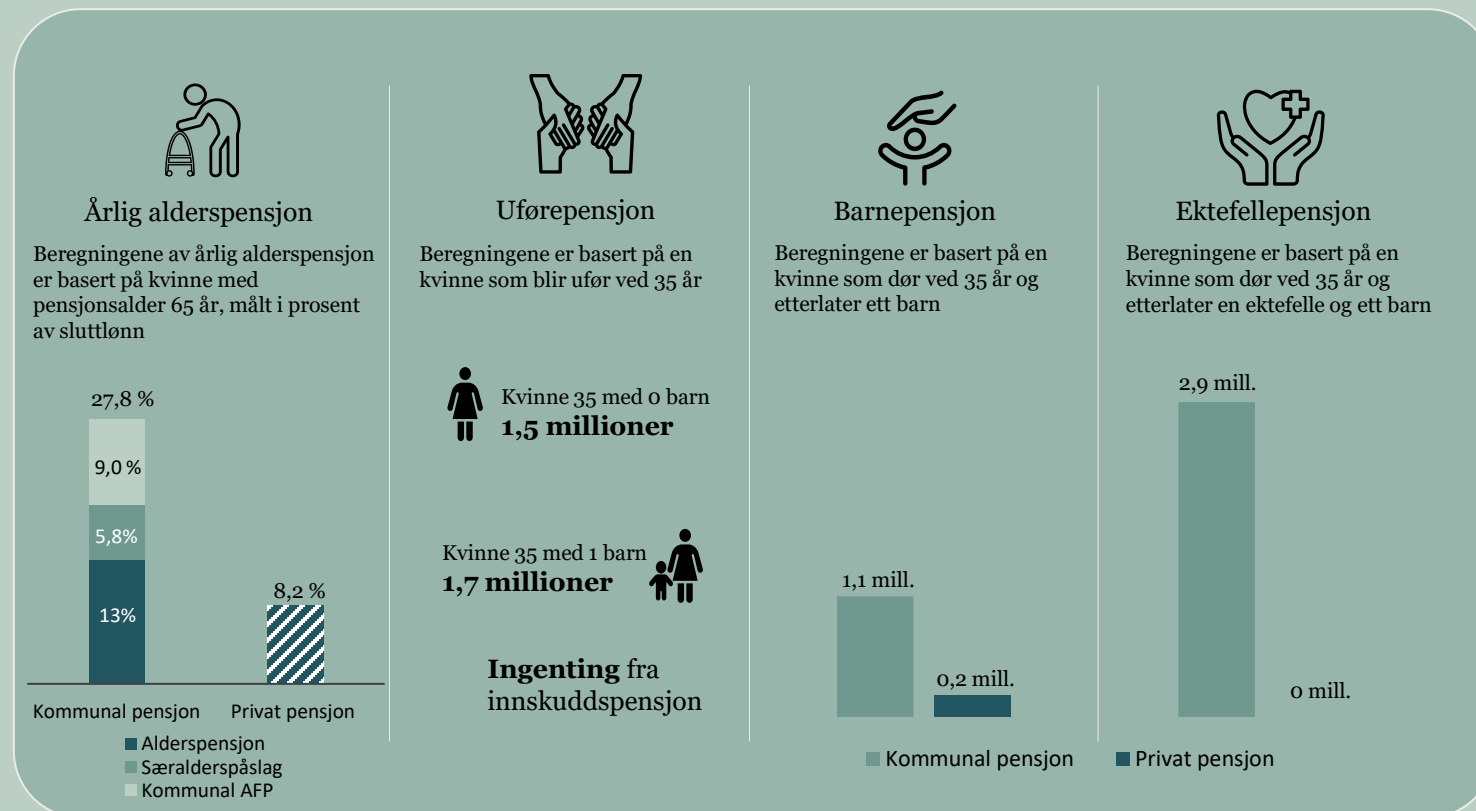 Årlig alderspensjon
Beregningene av årlig alderspensjon
er basert på kvinne med
pensjonsalder 65 år, målt i prosent
av sluttlønn
27,8 %
9,0 %
5,8%
13%
8,2 %
Kommunal pensjon
Privat pensjon
Alderspensjon
Særalderspåslag
Kommunal AFP
Uførepensjon
Beregningene er basert på en
kvinne som blir ufør ved 35 år
Kvinne 35 med 0 barn
1,5 millioner
Kvinne 35 med 1 barn
1,7 millioner
Ingenting fra
innskuddspensjon
Barnepensjon
Beregningene er basert på en
kvinne som dør ved 35 år og
etterlater ett barn
1,1 mill.
0,2 mill.
Ektefellepensjon
Beregningene er basert på en
kvinne som dør ved 35 år og
etterlater en ektefelle og ett barn
2,9 mill.
0 mill.
Kommunal pensjon
Privat pensjon